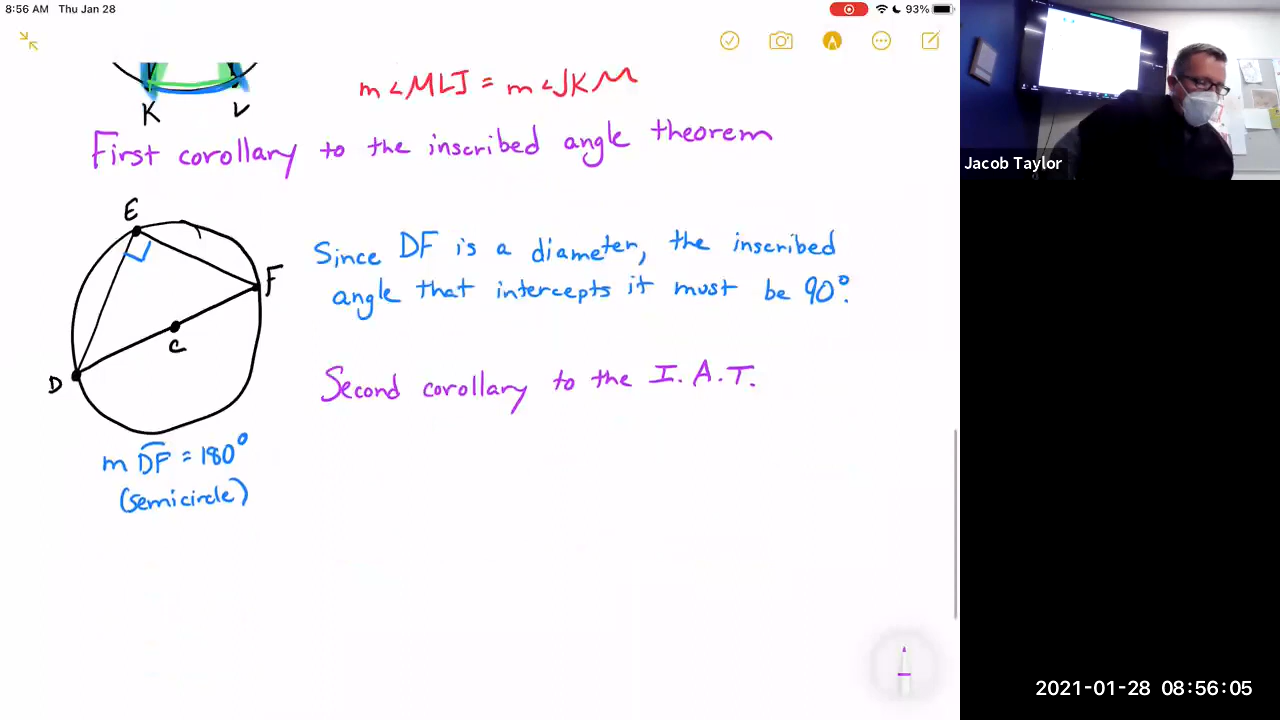 8:56 AM Thu Jan 28
93%
K
L
m∠MLJ = m∠JKM
First corollary to the inscribed angle theorem
E
F
C
D
Since DF is a diameter, the inscribed
angle that intercepts it must be 90°.
Second corollary to the I.A.T.
m DF = 180°
(semicircle)
Jacob Taylor
2021-01-28 08:56:05